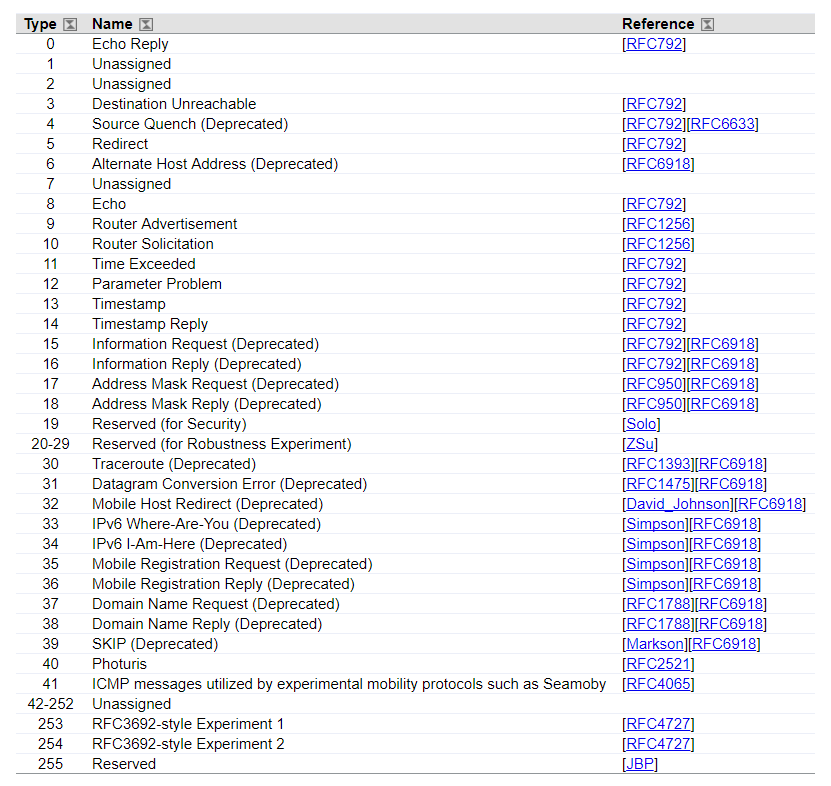 Type Name Reference
0 Echo Reply [RFC792]
1 Unassigned
2 Unassigned
3 Destination Unreachable [RFC792]
4 Source Quench (Deprecated) [RFC792][RFC6633]
5 Redirect [RFC792]
6 Alternate Host Address (Deprecated) [RFC6918]
7 Unassigned
8 Echo [RFC792]
9 Router Advertisement [RFC1256]
10 Router Solicitation [RFC1256]
11 Time Exceeded [RFC792]
12 Parameter Problem [RFC792]
13 Timestamp [RFC792]
14 Timestamp Reply [RFC792]
15 Information Request (Deprecated) [RFC792][RFC6918]
16 Information Reply (Deprecated) [RFC792][RFC6918]
17 Address Mask Request (Deprecated) [RFC950][RFC6918]
18 Address Mask Reply (Deprecated) [RFC950][RFC6918]
19 Reserved (for Security) [Solo]
20-29 Reserved (for Robustness Experiment) [ZSu]
30 Traceroute (Deprecated) [RFC1393][RFC6918]
31 Datagram Conversion Error (Deprecated) [RFC1475][RFC6918]
32 Mobile Host Redirect (Deprecated) [David_Johnson][RFC6918]
33 IPv6 Where-Are-You (Deprecated) [Simpson][RFC6918]
34 IPv6 I-Am-Here (Deprecated) [Simpson][RFC6918]
35 Mobile Registration Request (Deprecated) [Simpson][RFC6918]
36 Mobile Registration Reply (Deprecated) [Simpson][RFC6918]
37 Domain Name Request (Deprecated) [RFC1788][RFC6918]
38 Domain Name Reply (Deprecated) [RFC1788][RFC6918]
39 SKIP (Deprecated) [Markson][RFC6918]
40 Photuris [RFC2521]
41 ICMP messages utilized by experimental mobility protocols such as Seamoby [RFC4065]
42-252 Unassigned
253 RFC3692-style Experiment 1 [RFC4727]
254 RFC3692-style Experiment 2 [RFC4727]
255 Reserved [JBP]